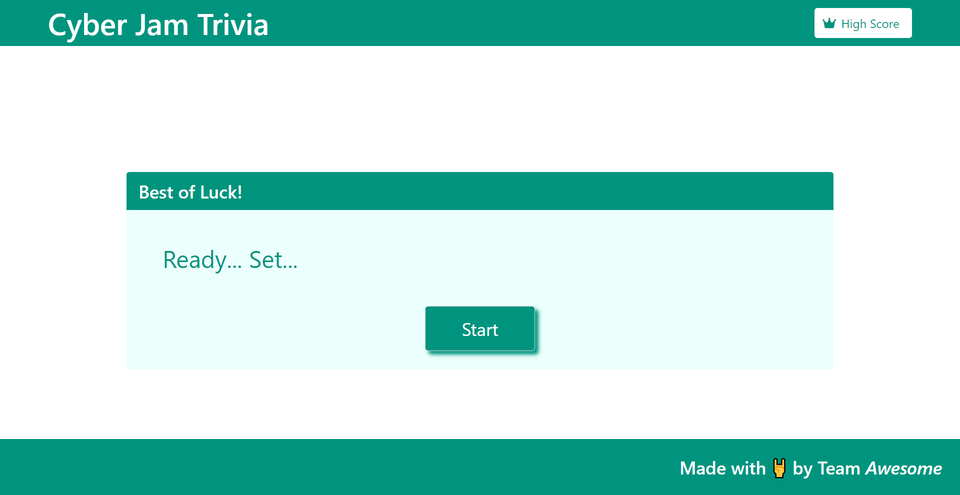 Cyber Jam Trivia
High Score
Best of Luck!
Ready... Set...
Start
Made with 🤘 by Team Awesome